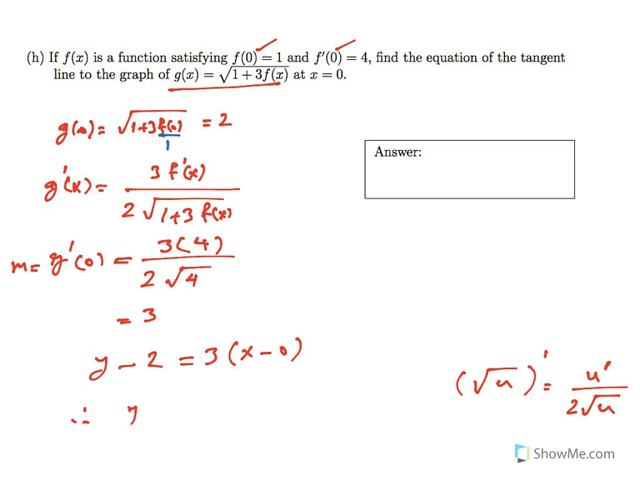 (h) If f(x) is a function satisfying f(0) = 1 and f'(0) = 4, find the equation of the tangent
line to the graph of g(x) = √(1 + 3f(x)) at x = 0.
g(0) = √(1+3f(0)) = 2
1
Answer:
g'(x) = 3 f'(x) / 2√(1+3 f(x))
m = g'(0) = 3(4) / 2√4
= 3
y - 2 = 3(x - 0)
(√u)' = u' / 2√u
∴ y
ShowMe.com